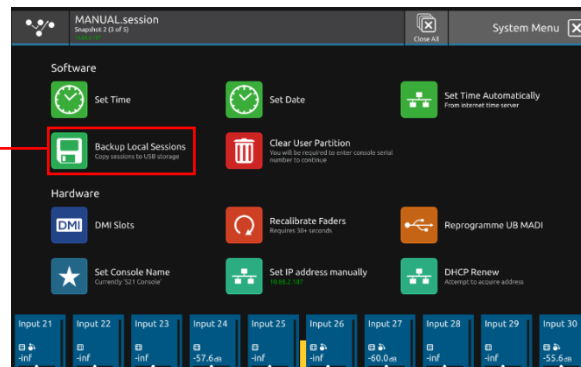 MANUAL.session
Snapshot 2 (3 of 5)
Close All
System Menu
Software
Set Time
Set Date
Set Time Automatically
From internet time server
Backup Local Sessions
Copy sessions to USB storage
Clear User Partition
You will be required to enter console serial
number to continue
Hardware
DMI
DMI Slots
Recalibrate Faders
Requires 30+ seconds
Reprogramme UB MADI
Set Console Name
Currently 'S21 Console'
Set IP address manually
10.88.2.187
DHCP Renew
Attempt to acquire address
Input 21 Input 22 Input 23 Input 24 Input 25 Input 26 Input 27 Input 28 Input 29 Input 30
-inf -inf -inf -57.6dB -inf -inf -60.0dB -inf -inf -55.6dB